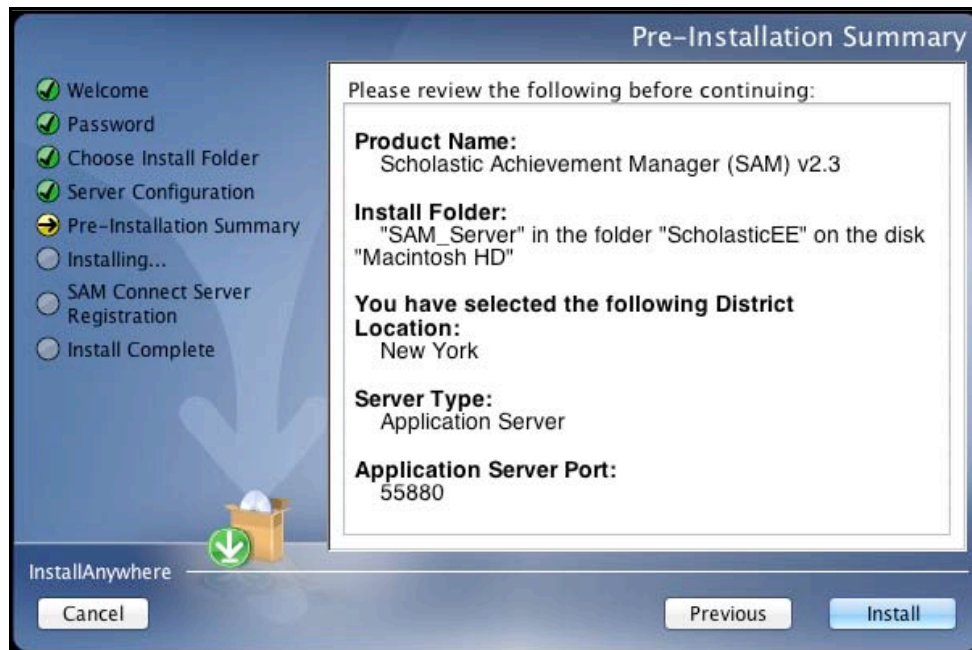 Pre-Installation Summary
Welcome
Password
Choose Install Folder
Server Configuration
Pre-Installation Summary
Installing...
SAM Connect Server
Registration
Install Complete
Please review the following before continuing:
Product Name:
Scholastic Achievement Manager (SAM) v2.3
Install Folder:
"SAM_Server" in the folder "ScholasticEE" on the disk
"Macintosh HD"
You have selected the following District
Location:
New York
Server Type:
Application Server
Application Server Port:
55880
InstallAnywhere
Cancel
Previous
Install